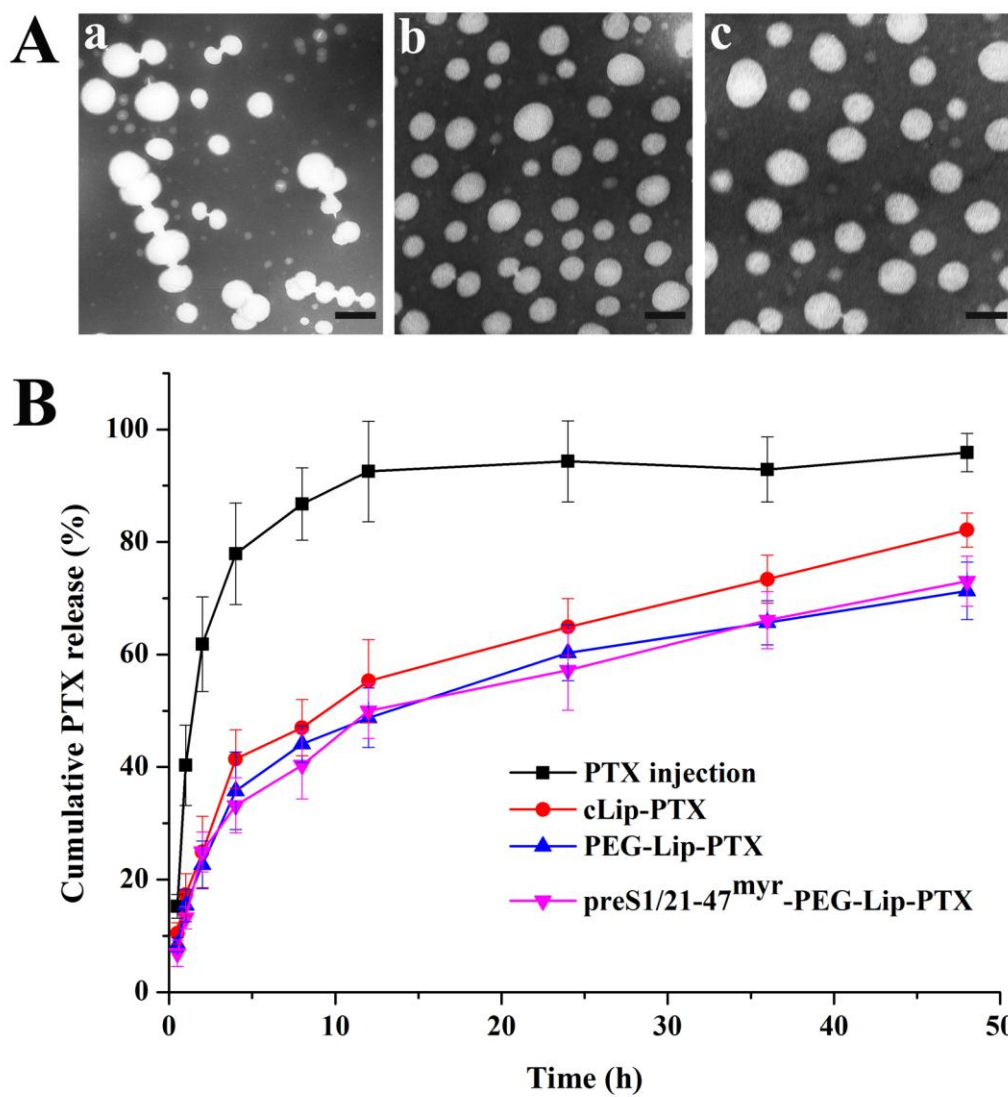 A
a
b
c
B
100
80
60
40
20
0
Cumulative PTX release (%)
PTX injection
cLip-PTX
PEG-Lip-PTX
preS1/21-47myr-PEG-Lip-PTX
0 10 20 30 40 50
Time (h)